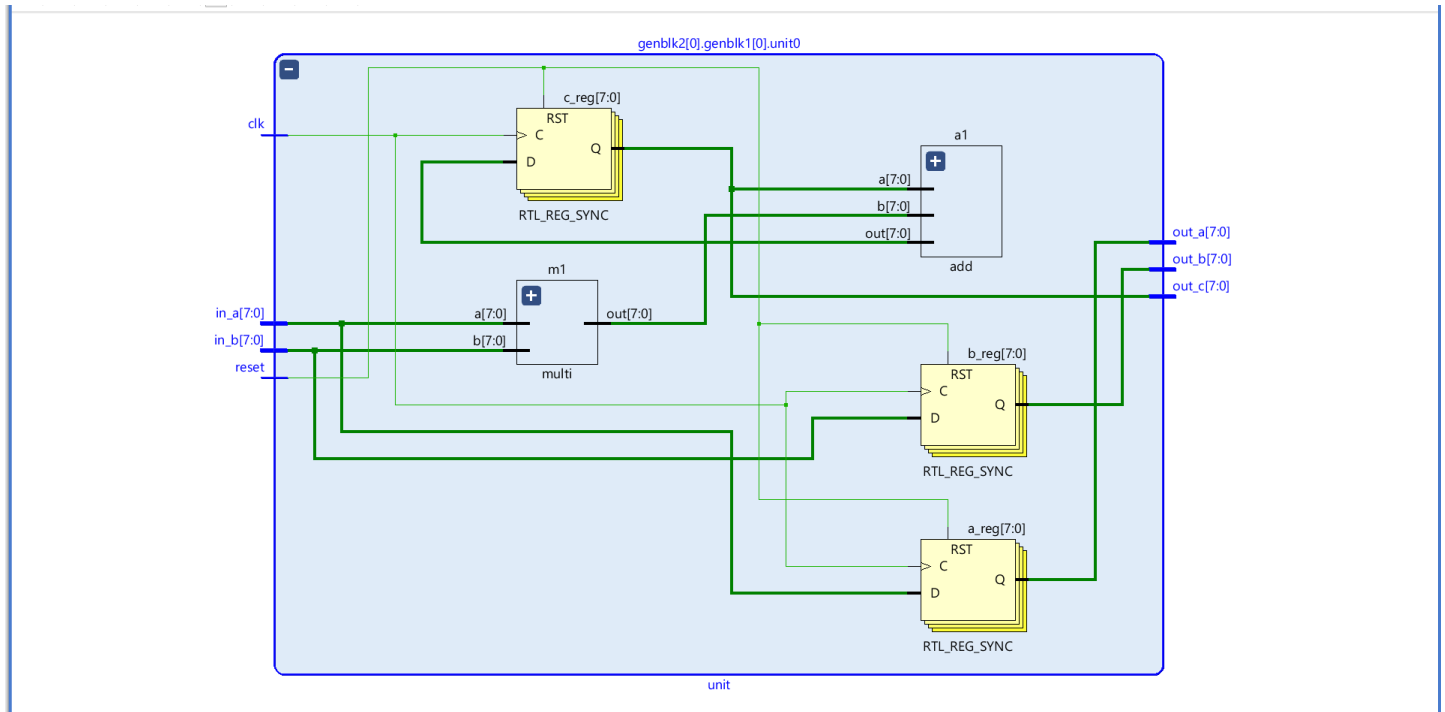 genblk2[0].genblk1[0].unit0
c_reg[7:0]
RST
clk
C
Q
D
RTL_REG_SYNC
a1
a[7:0]
b[7:0]
out[7:0]
add
out_a[7:0]
out_b[7:0]
out_c[7:0]
m1
in_a[7:0]
a[7:0]
out[7:0]
in_b[7:0]
b[7:0]
reset
multi
b_reg[7:0]
RST
C
Q
D
RTL_REG_SYNC
a_reg[7:0]
RST
C
Q
D
RTL_REG_SYNC
unit